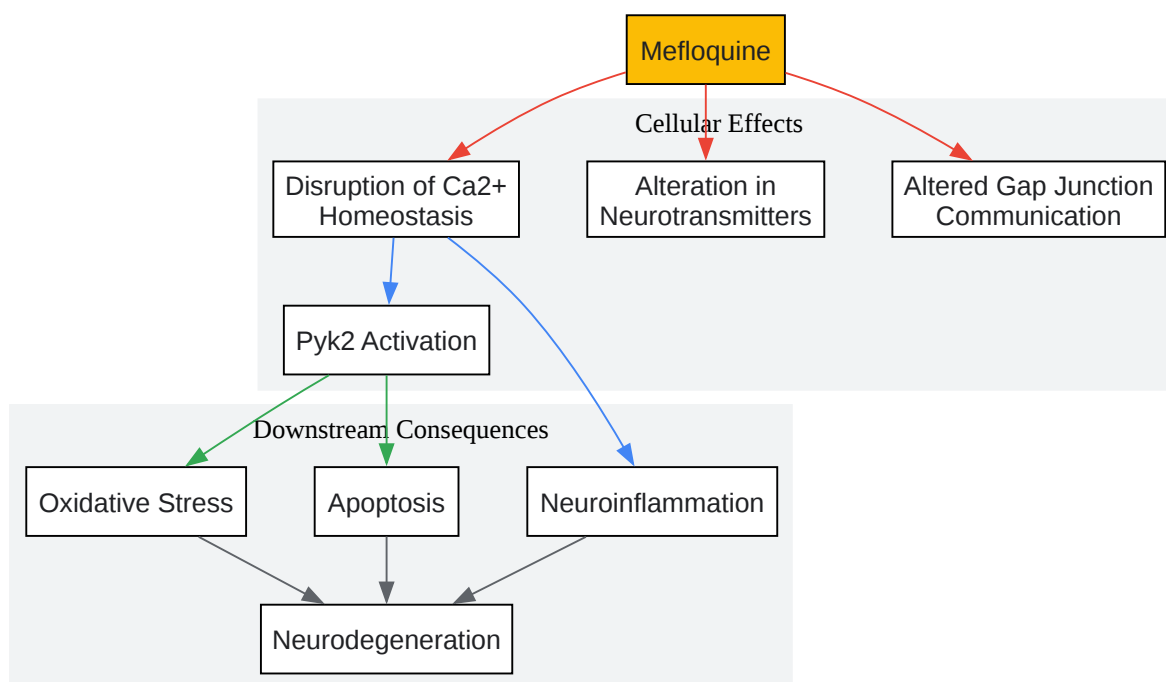 Mefloquine
Cellular Effects
Disruption of Ca2+
Homeostasis
Alteration in
Neurotransmitters
Altered Gap Junction
Communication
Pyk2 Activation
Downstream Consequences
Oxidative Stress
Apoptosis
Neuroinflammation
Neurodegeneration